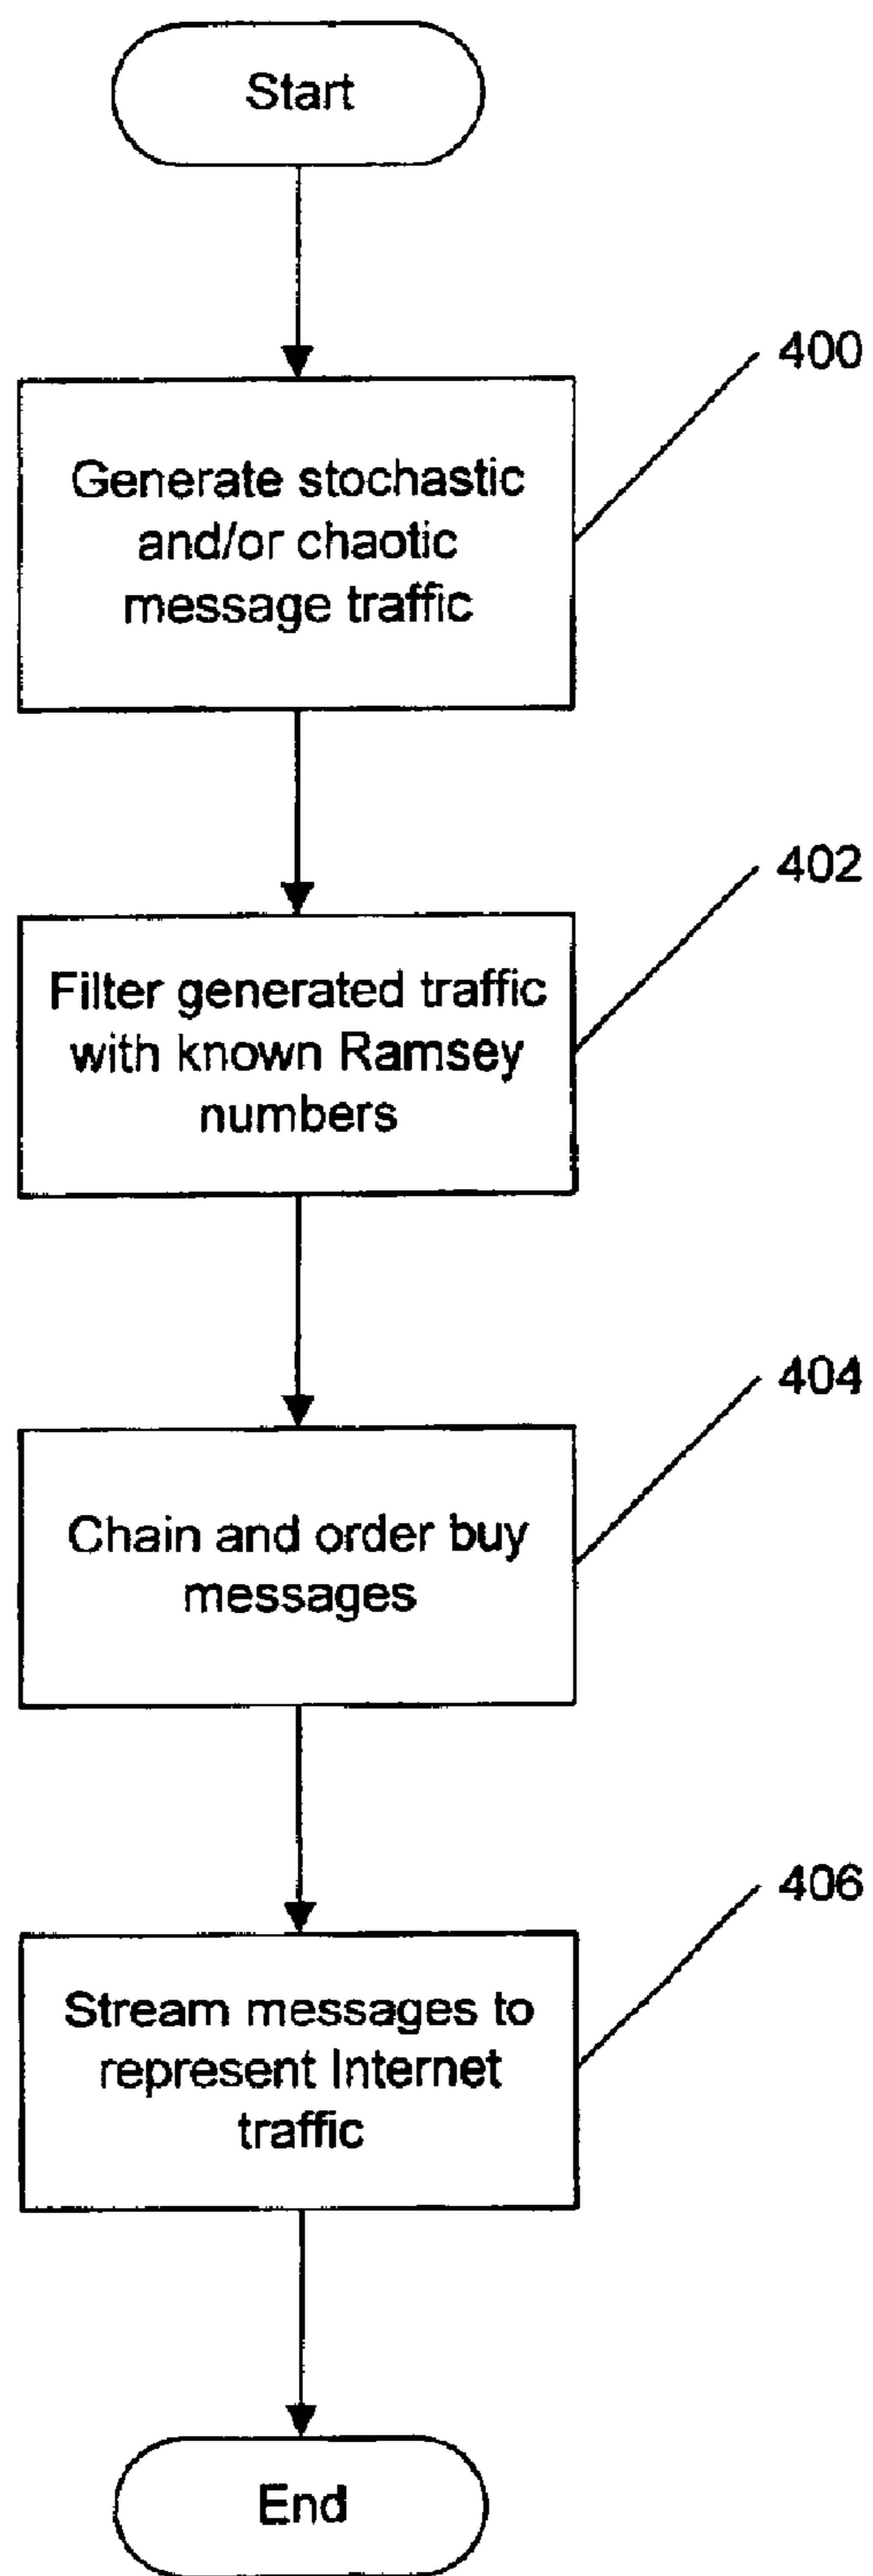 Start
400
Generate stochastic
and/or chaotic
message traffic
402
Filter generated traffic
with known Ramsey
numbers
404
Chain and order buy
messages
406
Stream messages to
represent Internet
traffic
End